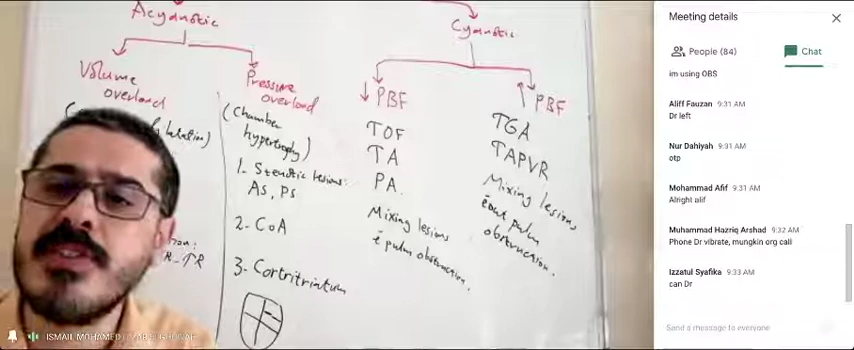 Acyanotic
Cyanotic
Volume
overload
Pressure
overload
(Chamber
hypertrophy)
1- Stenotic lesions:
AS, PS
2- CoA
3- Cortriatum
↓ PBF
TOF
TA
PA
Mixing lesions
c̄ pulm obstruction.
↑ PBF
TGA
TAPVR
Mixing lesions
pulm
obstruction.
ISMAIL MOHAMED
Meeting details
People (84)
Chat
im using OBS
Aliff Fauzan 9:31 AM
Dr left
Nur Dahiyah 9:31 AM
otp
Mohammad Afif 9:31 AM
Alright alif
Muhammad Hazriq Arshad 9:32 AM
Phone Dr vibrate, mungkin org call
Izzatul Syafika 9:33 AM
can Dr
Send a message to everyone